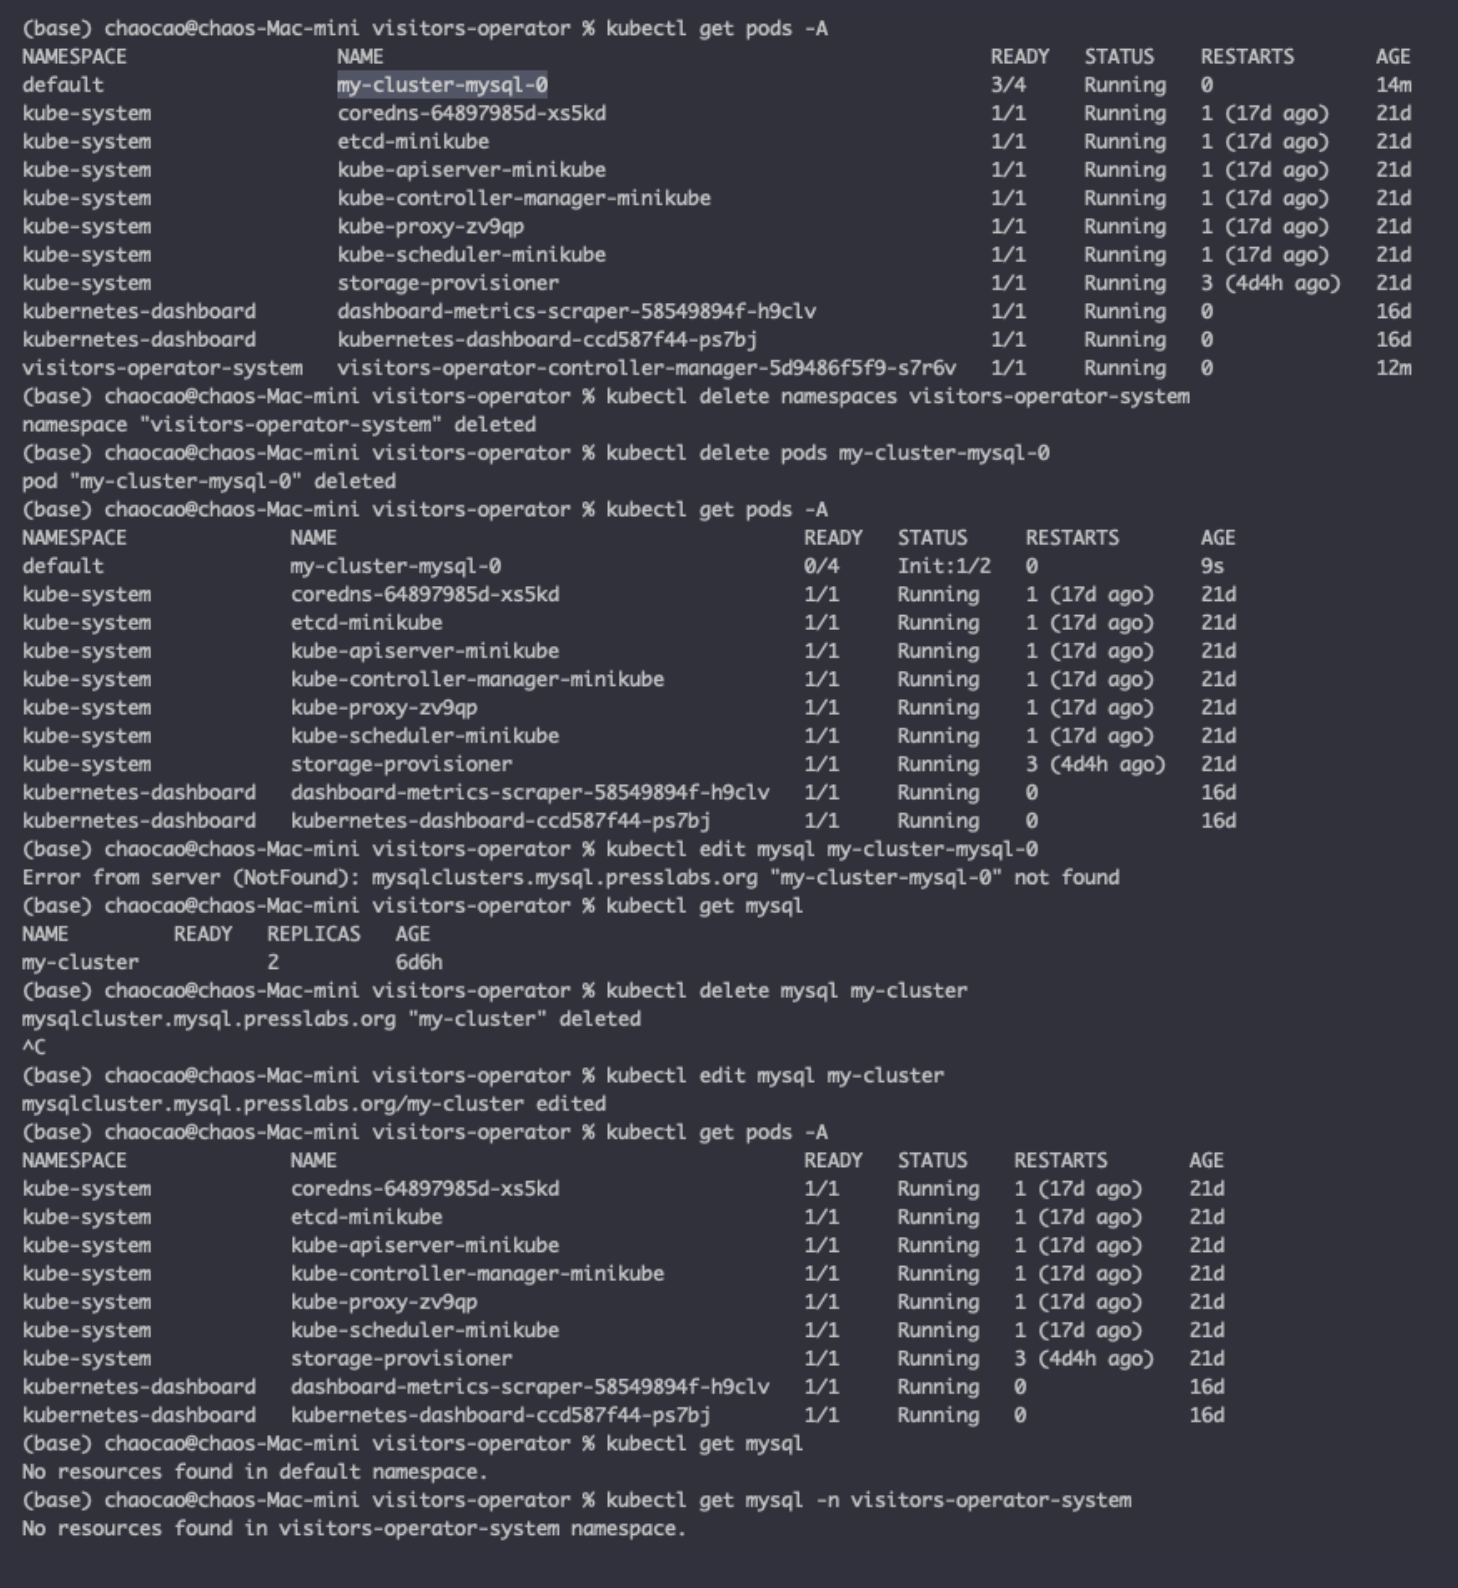 (base) chaocao@chaos-Mac-mini visitors-operator % kubectl get pods -A
NAMESPACE NAME READY STATUS RESTARTS AGE
default my-cluster-mysql-0 3/4 Running 0 14m
kube-system coredns-64897985d-xs5kd 1/1 Running 1 (17d ago) 21d
kube-system etcd-minikube 1/1 Running 1 (17d ago) 21d
kube-system kube-apiserver-minikube 1/1 Running 1 (17d ago) 21d
kube-system kube-controller-manager-minikube 1/1 Running 1 (17d ago) 21d
kube-system kube-proxy-zv9qp 1/1 Running 1 (17d ago) 21d
kube-system kube-scheduler-minikube 1/1 Running 1 (17d ago) 21d
kube-system storage-provisioner 1/1 Running 3 (4d4h ago) 21d
kubernetes-dashboard dashboard-metrics-scraper-58549894f-h9clv 1/1 Running 0 16d
kubernetes-dashboard kubernetes-dashboard-ccd587f44-ps7bj 1/1 Running 0 16d
visitors-operator-system visitors-operator-controller-manager-5d9486f5f9-s7r6v 1/1 Running 0 12m
(base) chaocao@chaos-Mac-mini visitors-operator % kubectl delete namespaces visitors-operator-system
namespace "visitors-operator-system" deleted
(base) chaocao@chaos-Mac-mini visitors-operator % kubectl delete pods my-cluster-mysql-0
pod "my-cluster-mysql-0" deleted
(base) chaocao@chaos-Mac-mini visitors-operator % kubectl get pods -A
NAMESPACE NAME READY STATUS RESTARTS AGE
default my-cluster-mysql-0 0/4 Init:1/2 0 9s
kube-system coredns-64897985d-xs5kd 1/1 Running 1 (17d ago) 21d
kube-system etcd-minikube 1/1 Running 1 (17d ago) 21d
kube-system kube-apiserver-minikube 1/1 Running 1 (17d ago) 21d
kube-system kube-controller-manager-minikube 1/1 Running 1 (17d ago) 21d
kube-system kube-proxy-zv9qp 1/1 Running 1 (17d ago) 21d
kube-system kube-scheduler-minikube 1/1 Running 1 (17d ago) 21d
kube-system storage-provisioner 1/1 Running 3 (4d4h ago) 21d
kubernetes-dashboard dashboard-metrics-scraper-58549894f-h9clv 1/1 Running 0 16d
kubernetes-dashboard kubernetes-dashboard-ccd587f44-ps7bj 1/1 Running 0 16d
(base) chaocao@chaos-Mac-mini visitors-operator % kubectl edit mysql my-cluster-mysql-0
Error from server (NotFound): mysqlclusters.mysql.presslabs.org "my-cluster-mysql-0" not found
(base) chaocao@chaos-Mac-mini visitors-operator % kubectl get mysql
NAME READY REPLICAS AGE
my-cluster 2 6d6h
(base) chaocao@chaos-Mac-mini visitors-operator % kubectl delete mysql my-cluster
mysqlcluster.mysql.presslabs.org "my-cluster" deleted
^C
(base) chaocao@chaos-Mac-mini visitors-operator % kubectl edit mysql my-cluster
mysqlcluster.mysql.presslabs.org/my-cluster edited
(base) chaocao@chaos-Mac-mini visitors-operator % kubectl get pods -A
NAMESPACE NAME READY STATUS RESTARTS AGE
kube-system coredns-64897985d-xs5kd 1/1 Running 1 (17d ago) 21d
kube-system etcd-minikube 1/1 Running 1 (17d ago) 21d
kube-system kube-apiserver-minikube 1/1 Running 1 (17d ago) 21d
kube-system kube-controller-manager-minikube 1/1 Running 1 (17d ago) 21d
kube-system kube-proxy-zv9qp 1/1 Running 1 (17d ago) 21d
kube-system kube-scheduler-minikube 1/1 Running 1 (17d ago) 21d
kube-system storage-provisioner 1/1 Running 3 (4d4h ago) 21d
kubernetes-dashboard dashboard-metrics-scraper-58549894f-h9clv 1/1 Running 0 16d
kubernetes-dashboard kubernetes-dashboard-ccd587f44-ps7bj 1/1 Running 0 16d
(base) chaocao@chaos-Mac-mini visitors-operator % kubectl get mysql
No resources found in default namespace.
(base) chaocao@chaos-Mac-mini visitors-operator % kubectl get mysql -n visitors-operator-system
No resources found in visitors-operator-system namespace.